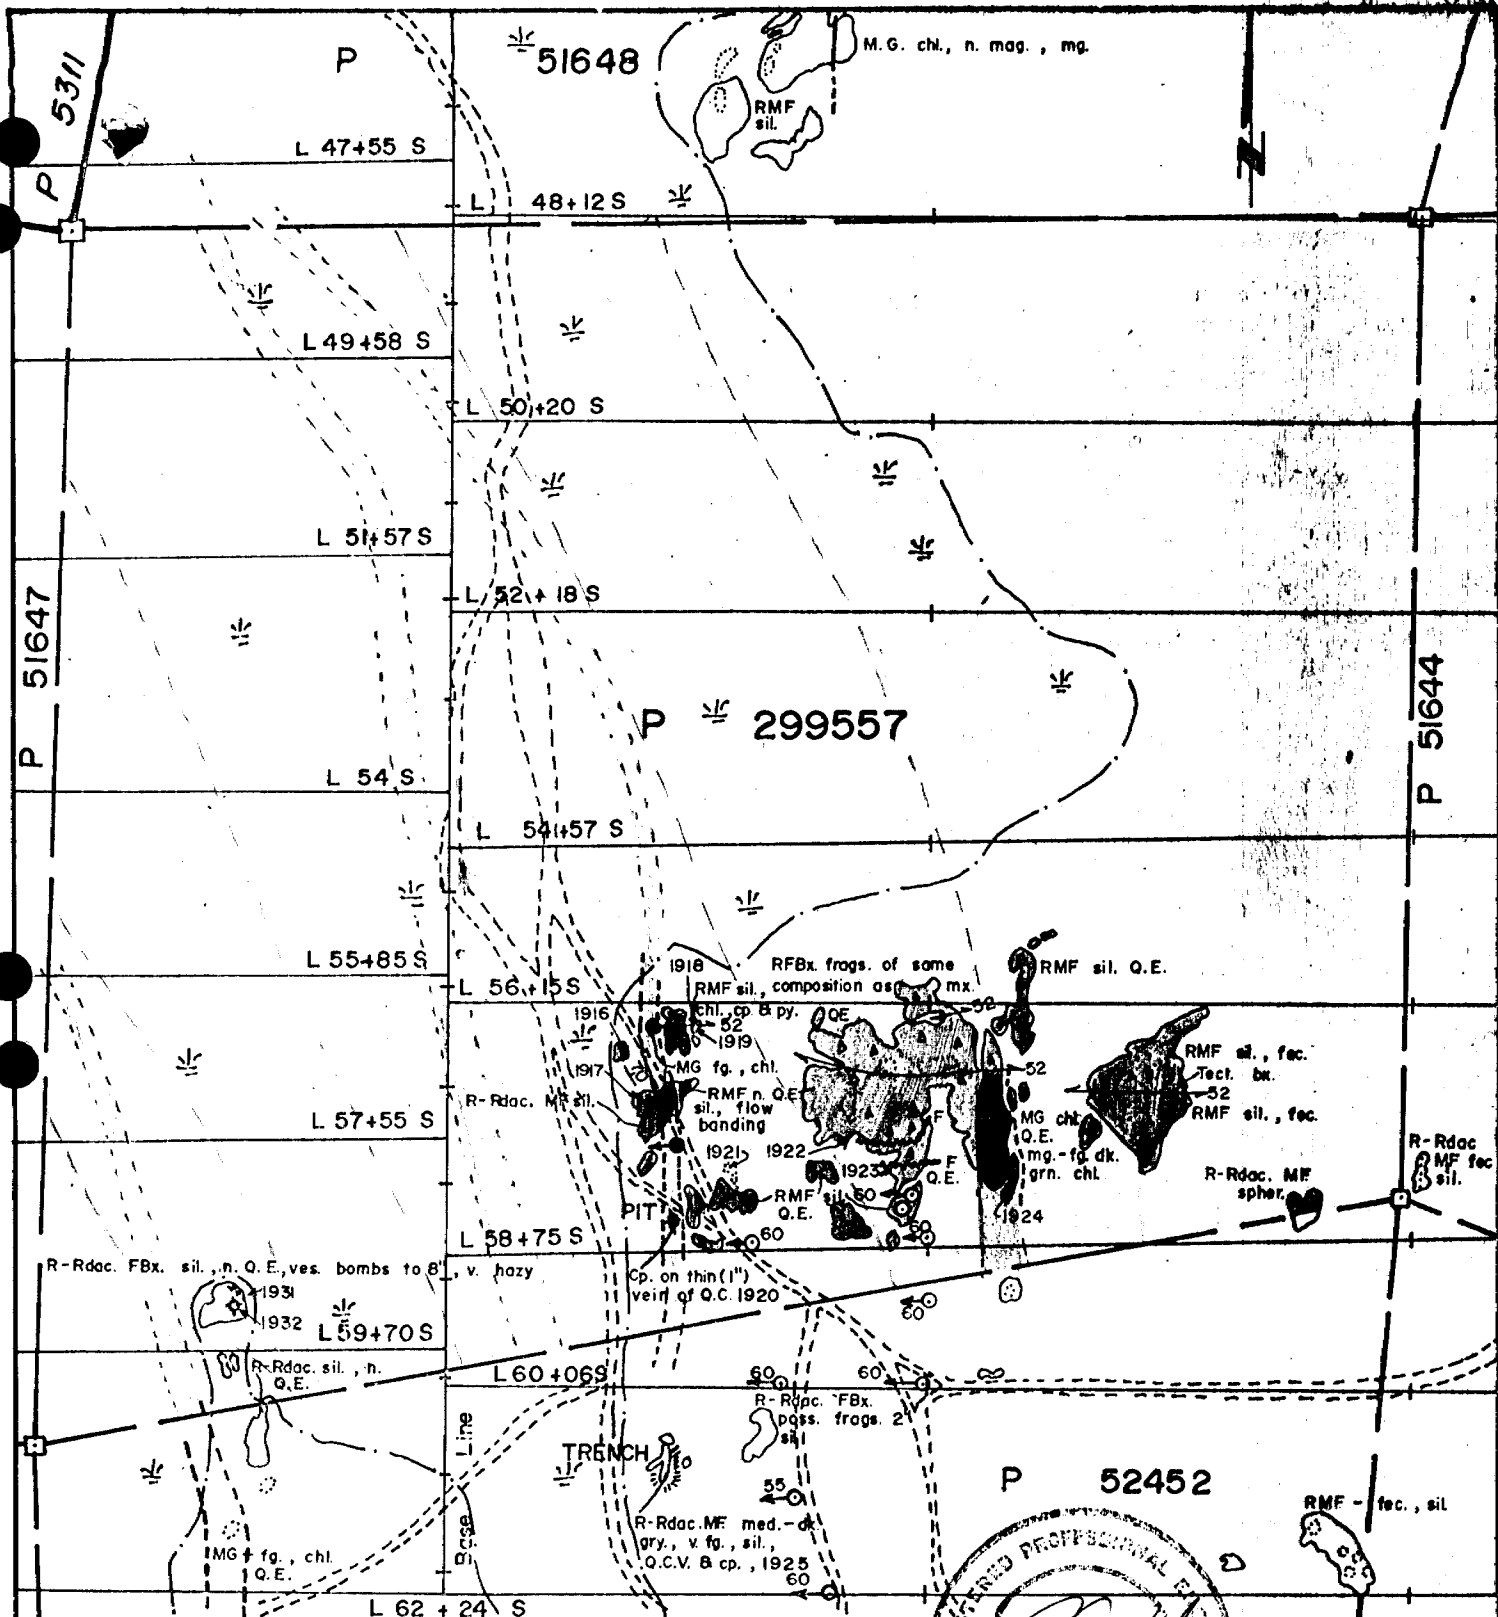 P
51648
M.G. chl., n. mag., mg.
P 5311
RMF
sil.
L 47+55 S
N
L 48+12 S
L 49+58 S
L 50+20 S
L 51+57 S
L 52+18 S
P 51647
P 299557
P 51644
L 54 S
L 54+57 S
L 55+85 S
L 56+15 S
1918
RFBx. frags. of same
composition as mx.
RMF sil. Q.E.
RMF sil.,
chl., cp. & py.
52
1916
52
1919
QE
MG fg., chl.
52
RMF sil., fec.
Tect. bx.
52
RMF sil., fec.
1917
R-Rdac. MF sil.
RMF n. Q.E.
sil., flow
banding
F
MG chl.
Q.E.
mg.-fg. dk.
grn. chl.
L 57+55 S
1921
1922
1923
F
Q.E.
R-Rdac
MF fec
sil.
R-Rdac. MF
spher.
RMF sil.
Q.E.
60
PIT
1924
L 58+75 S
60
60
R-Rdac. FBx. sil., n. Q.E., ves. bombs to 8", v. hazy
Cp. on thin (1")
vein of Q.C. 1920
1931
1932
60
L 59+70 S
R-Rdac. sil., n.
Q.E.
L 60+06 S
60
60
R-Rdac. FBx.
poss. frags. 2"
sil.
TRENCH
Base Line
P 52452
55
RMF - fec., sil
R-Rdac. MF med.-dk
gry., v. fg., sil.,
Q.C.V. & cp., 1925
MG fg., chl.
Q.E.
60
L 62+24 S